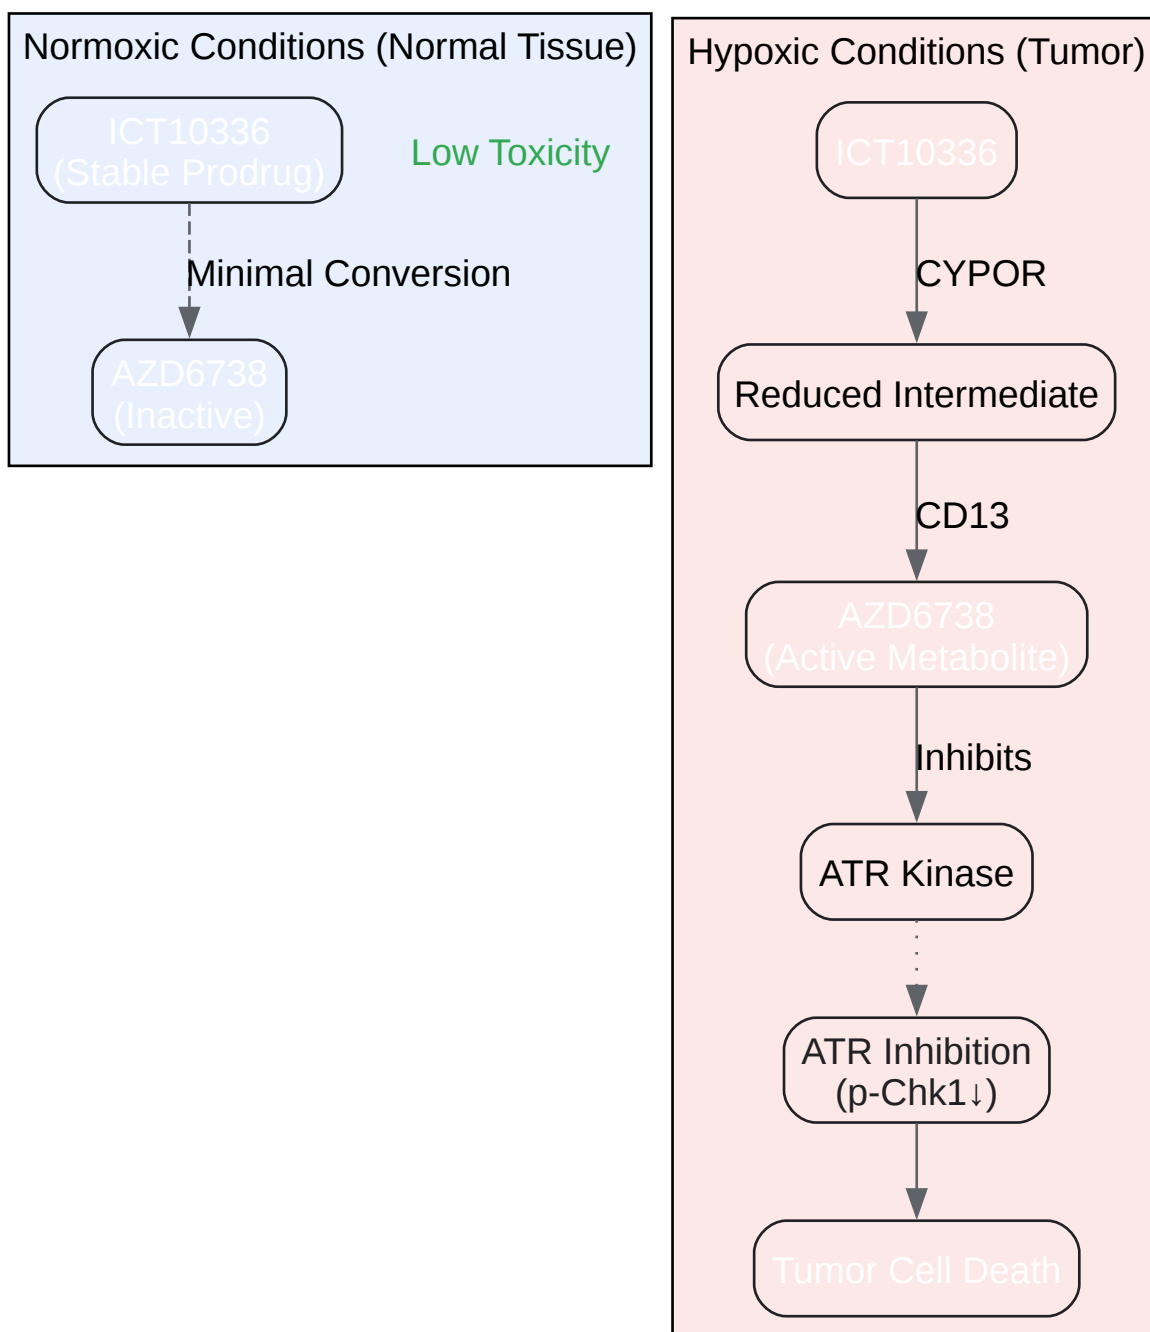 Normoxic Conditions (Normal Tissue)
ICT10336
(Stable Prodrug)
Low Toxicity
Minimal Conversion
AZD6738
(Inactive)
Hypoxic Conditions (Tumor)
ICT10336
CYPOR
Reduced Intermediate
CD13
AZD6738
(Active Metabolite)
Inhibits
ATR Kinase
ATR Inhibition
(p-Chk1↓)
Tumor Cell Death